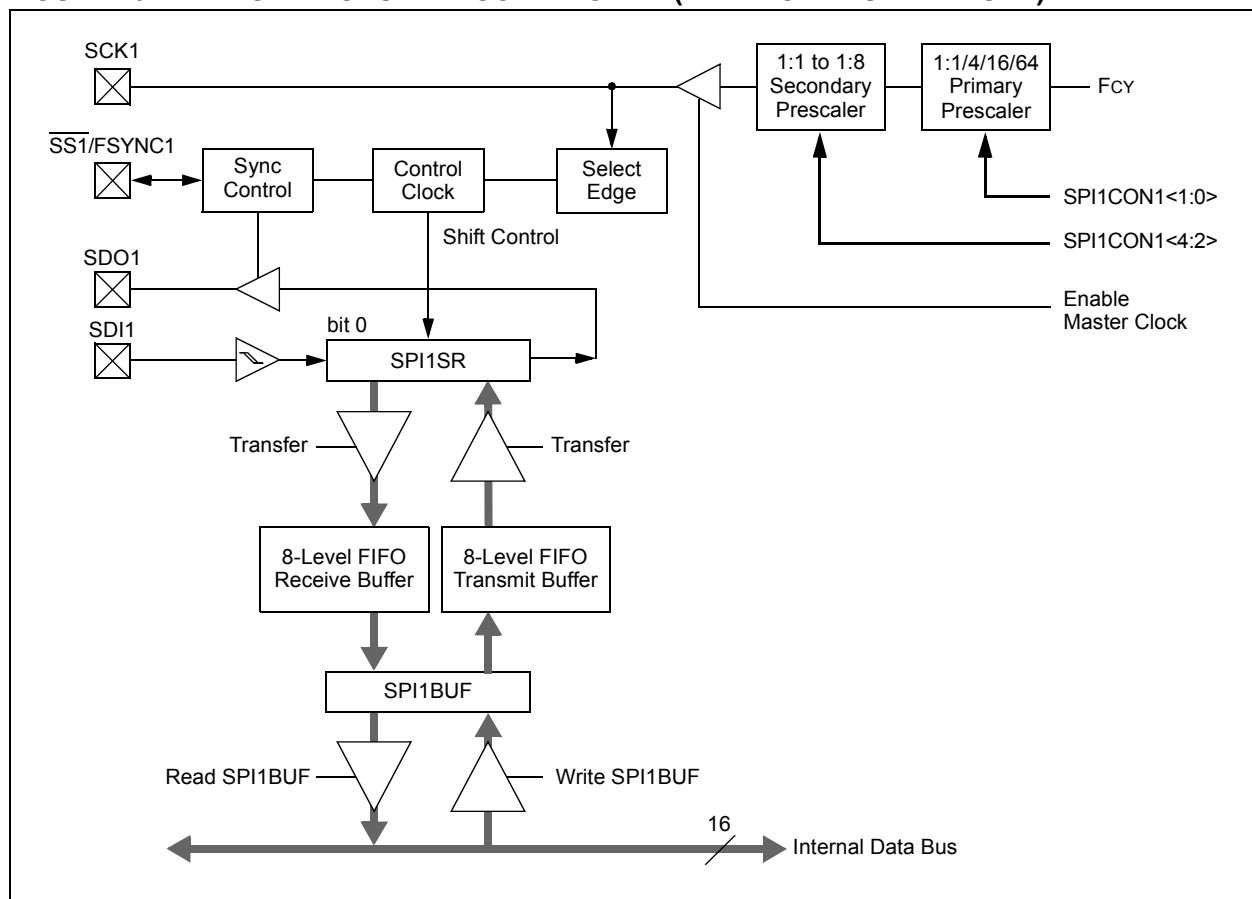 SCK1
1:1 to 1:8
Secondary
Prescaler
1:1/4/16/64
Primary
Prescaler
FCY
SS1/FSYNC1
Sync
Control
Control
Clock
Select
Edge
SPI1CON1<1:0>
Shift Control
SPI1CON1<4:2>
SDO1
Enable
Master Clock
SDI1
bit 0
SPI1SR
Transfer
Transfer
8-Level FIFO
Receive Buffer
8-Level FIFO
Transmit Buffer
SPI1BUF
Read SPI1BUF
Write SPI1BUF
16
Internal Data Bus